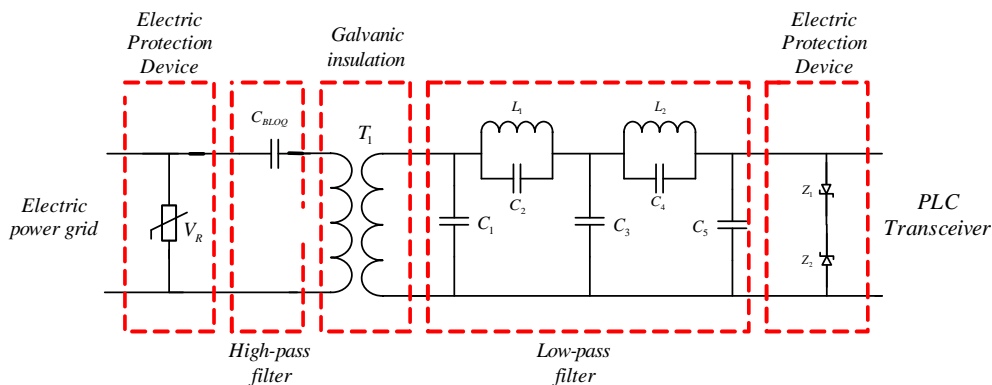 Electric
Protection
Device
Galvanic
insulation
Electric
Protection
Device
C_BLOQ
T_1
L_1
L_2
C_2
C_4
Electric
power grid
V_R
C_1
C_3
C_5
Z_1
Z_2
PLC
Transceiver
High-pass
filter
Low-pass
filter